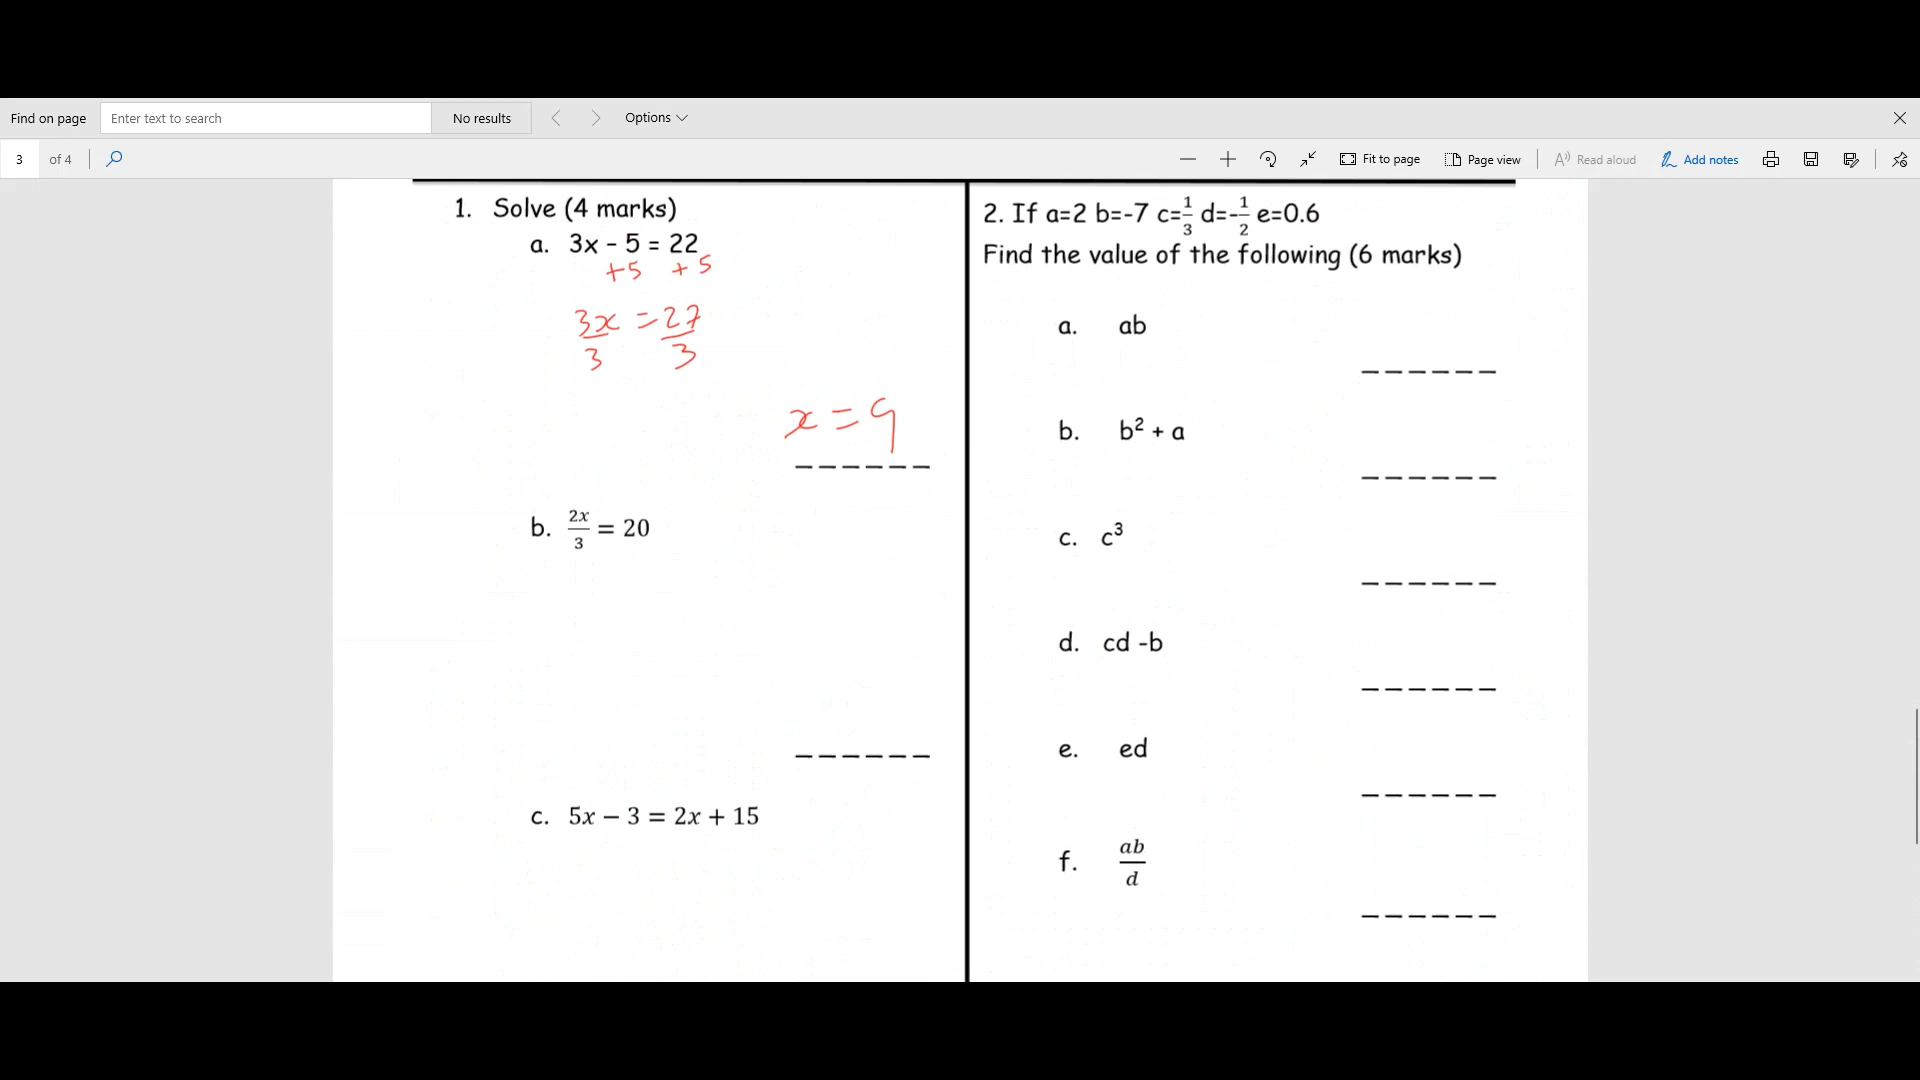 Find on page Enter text to search No results Options
3 of 4 Fit to page Page view Read aloud Add notes
1. Solve (4 marks)
a. 3x - 5 = 22
+5 +5
3x = 27
3 3
x = 9
b. 2x/3 = 20
c. 5x − 3 = 2x + 15
2. If a=2 b=-7 c=1/3 d=-1/2 e=0.6
Find the value of the following (6 marks)
a. ab
b. b² + a
c. c³
d. cd -b
e. ed
f. ab/d